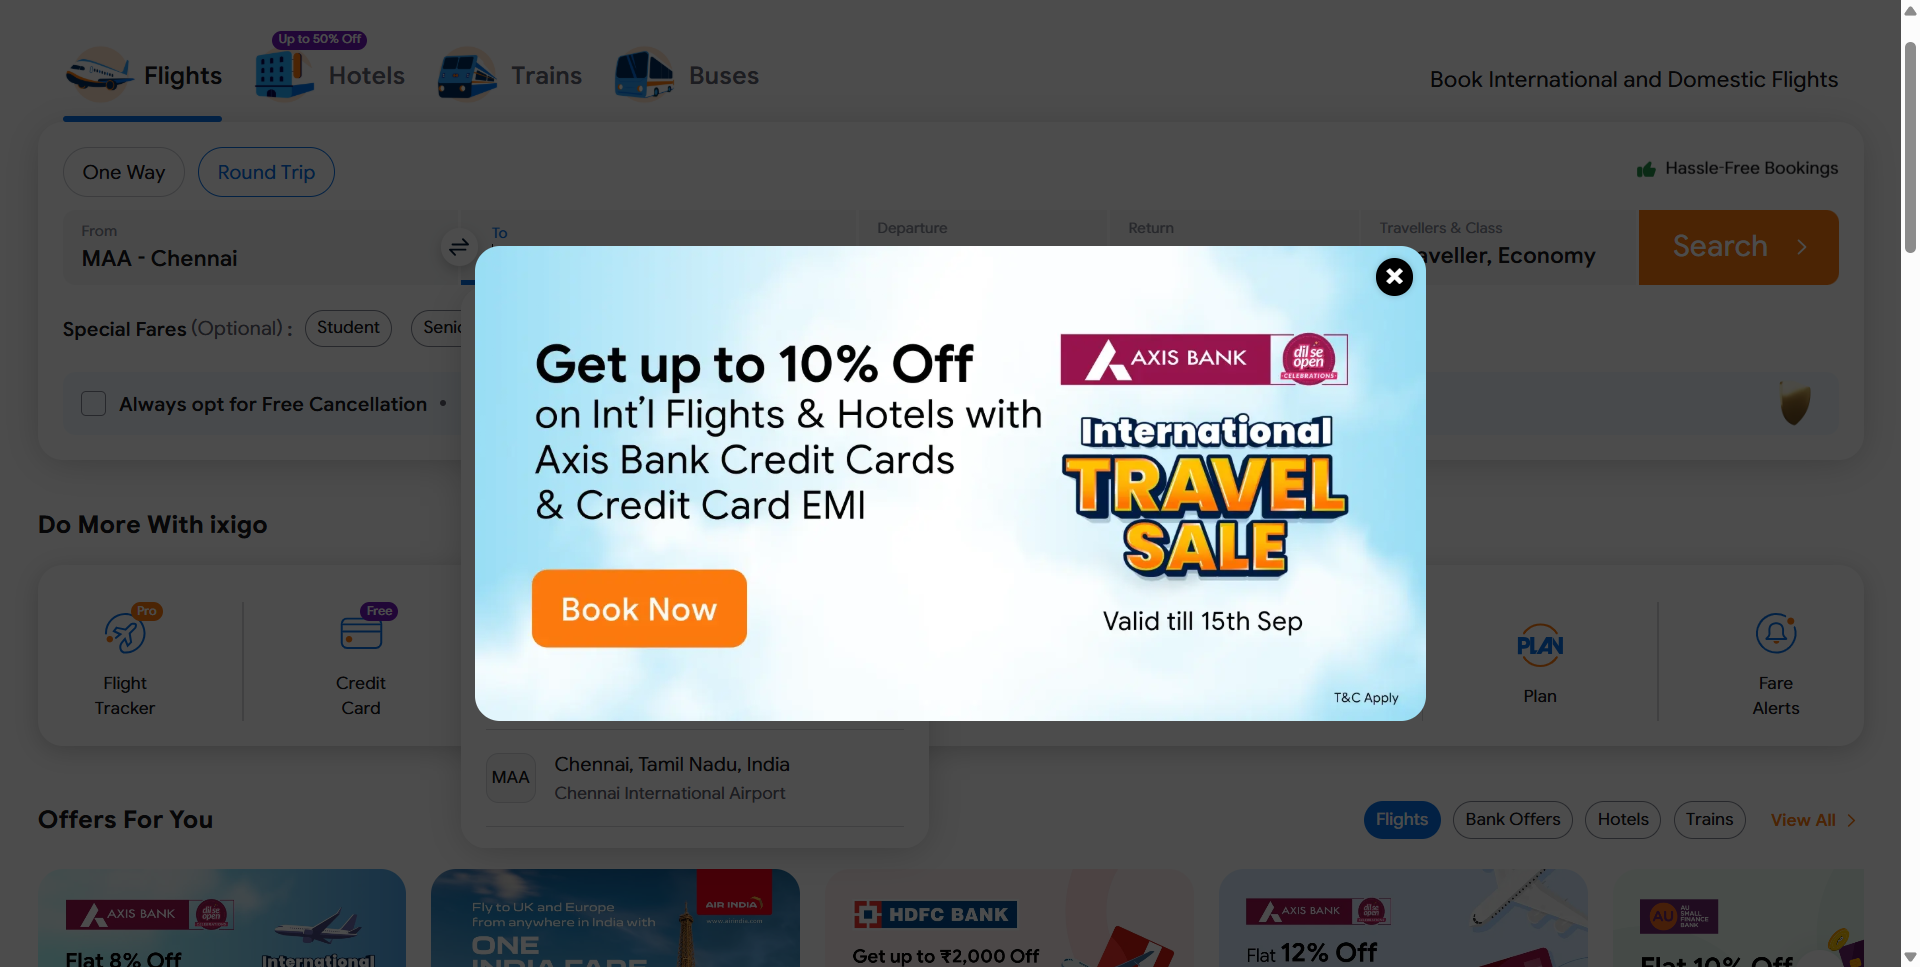 Up to 50% Off
Flights
Hotels
Trains
Buses
Book International and Domestic Flights
One Way
Round Trip
Hassle-Free Bookings
From
MAA - Chennai
To
Departure
Return
Travellers & Class
aveller, Economy
Search
Special Fares (Optional) :
Student
Senio
Always opt for Free Cancellation •
Get up to 10% Off
on Int'l Flights & Hotels with
Axis Bank Credit Cards
& Credit Card EMI
Book Now
AXIS BANK
dil se
open
CELEBRATIONS
International
TRAVEL
SALE
Valid till 15th Sep
T&C Apply
Do More With ixigo
Pro
Flight
Tracker
Free
Credit
Card
PLAN
Plan
Fare
Alerts
MAA
Chennai, Tamil Nadu, India
Chennai International Airport
Offers For You
Flights
Bank Offers
Hotels
Trains
View All
AXIS BANK
dil se
open
CELEBRATIONS
Flat 8% Off
International
Fly to UK and Europe
from anywhere in India with
ONE
INDIA FARE
AIR INDIA
www.airindia.com
HDFC BANK
Get up to ₹2,000 Off
AXIS BANK
dil se
open
Flat 12% Off
AU
SMALL
FINANCE
BANK
Flat 10% Off